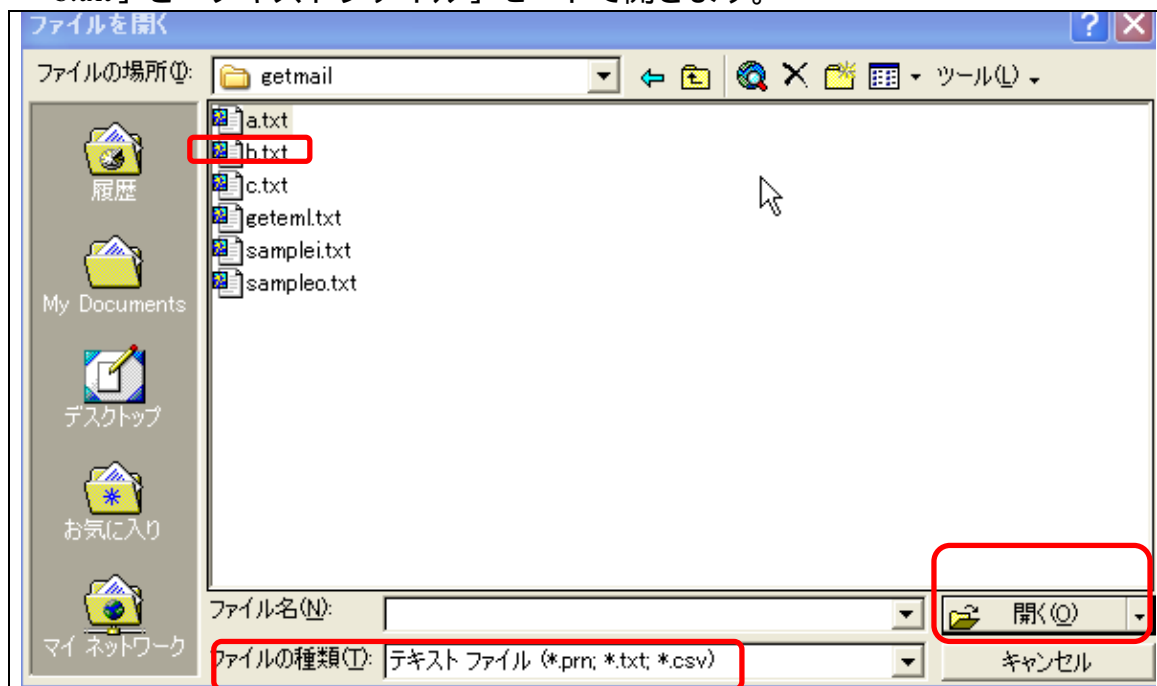 ファイルを開く
ファイルの場所(I):
getmail
ツール(L)
a.txt
b.txt
c.txt
geteml.txt
samplei.txt
sampleo.txt
履歴
My Documents
デスクトップ
お気に入り
マイ ネットワーク
ファイル名(N):
開く(O)
ファイルの種類(T): テキスト ファイル (*.prn; *.txt; *.csv)
キャンセル